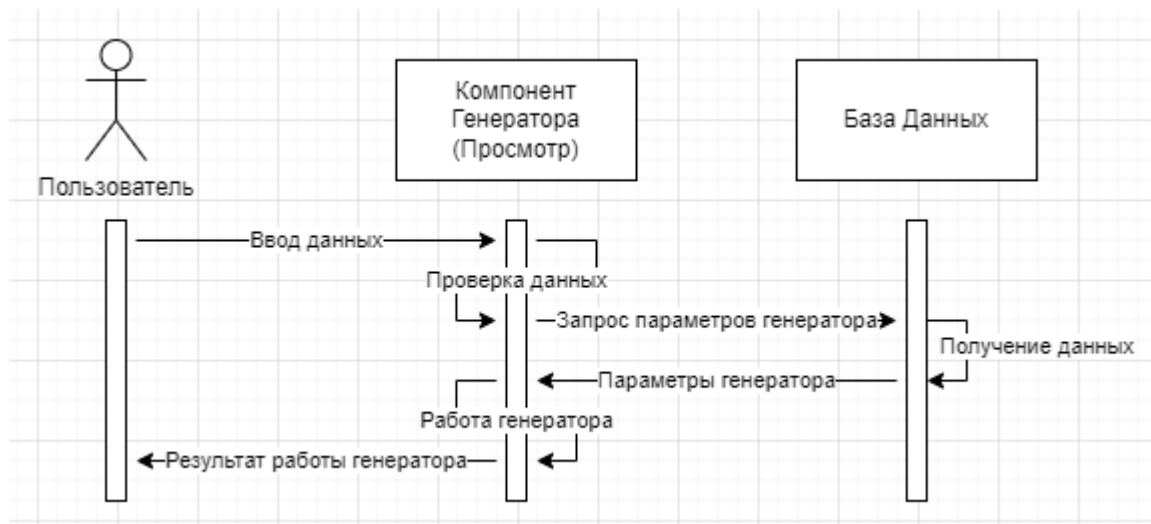 Компонент
Генератора
(Просмотр)
База Данных
Пользователь
Ввод данных
Проверка данных
Запрос параметров генератора
Получение данных
Параметры генератора
Работа генератора
Результат работы генератора